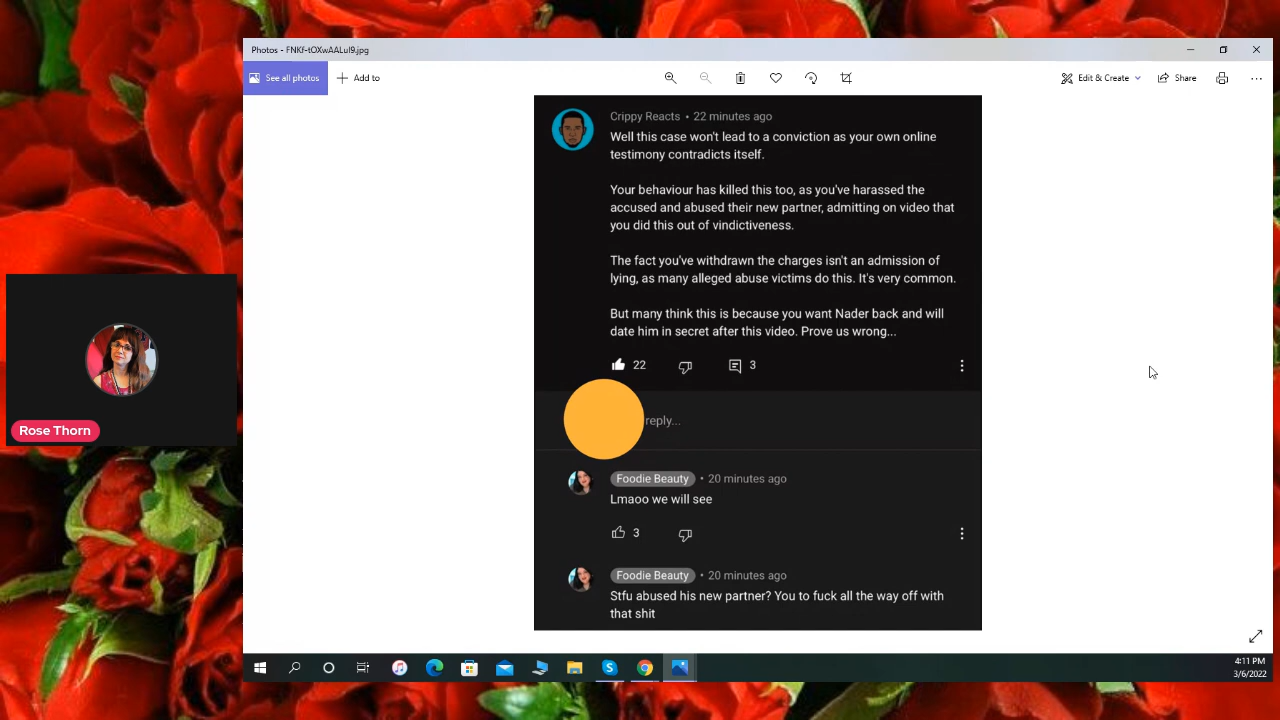 Photos - FNKf-tOXwAALuI9.jpg
See all photos
Add to
Edit & Create
Share
Crippy Reacts • 22 minutes ago
Well this case won't lead to a conviction as your own online
testimony contradicts itself.
Your behaviour has killed this too, as you've harassed the
accused and abused their new partner, admitting on video that
you did this out of vindictiveness.
The fact you've withdrawn the charges isn't an admission of
lying, as many alleged abuse victims do this. It's very common.
But many think this is because you want Nader back and will
date him in secret after this video. Prove us wrong...
22
3
reply...
Rose Thorn
Foodie Beauty • 20 minutes ago
Lmaoo we will see
3
Foodie Beauty • 20 minutes ago
Stfu abused his new partner? You to fuck all the way off with
that shit
4:11 PM
3/6/2022